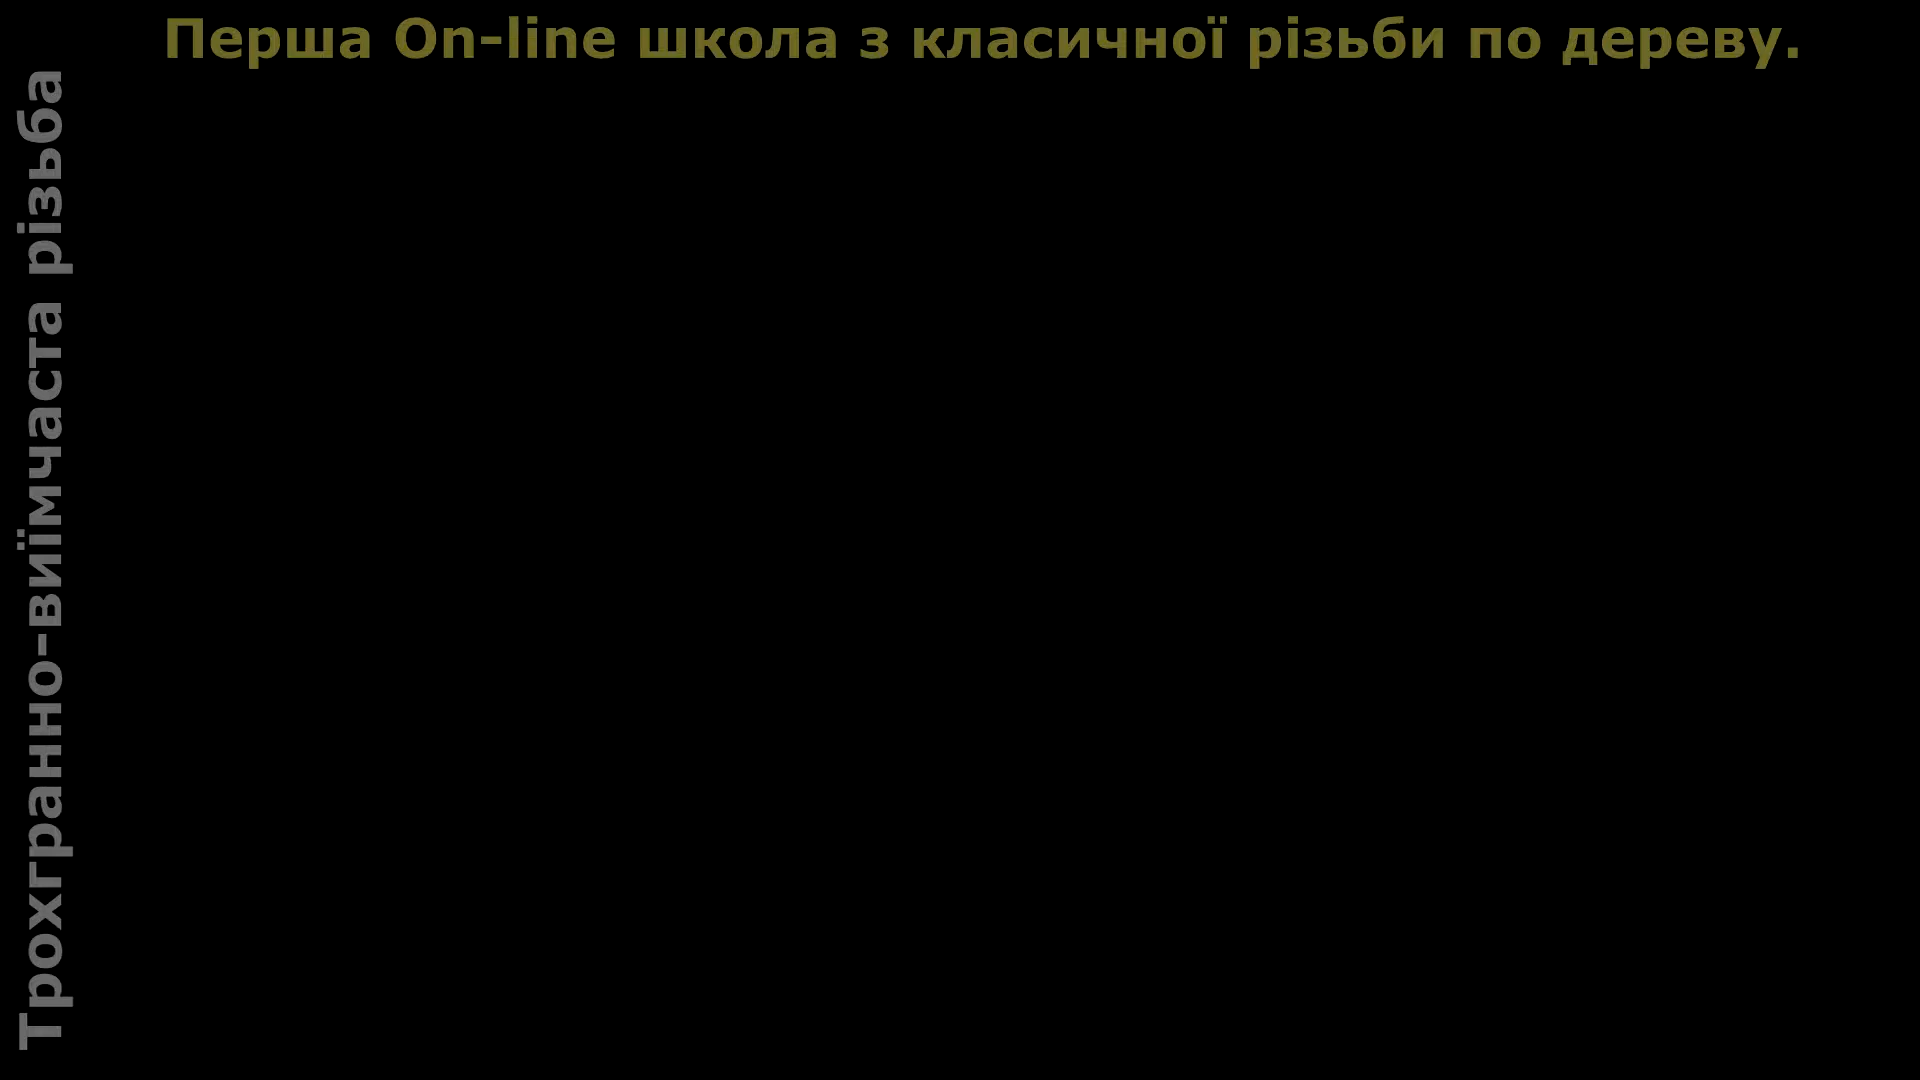 Перша On-line школа з класичної різьби по дереву.
Трохгранно-виїмчаста різьба